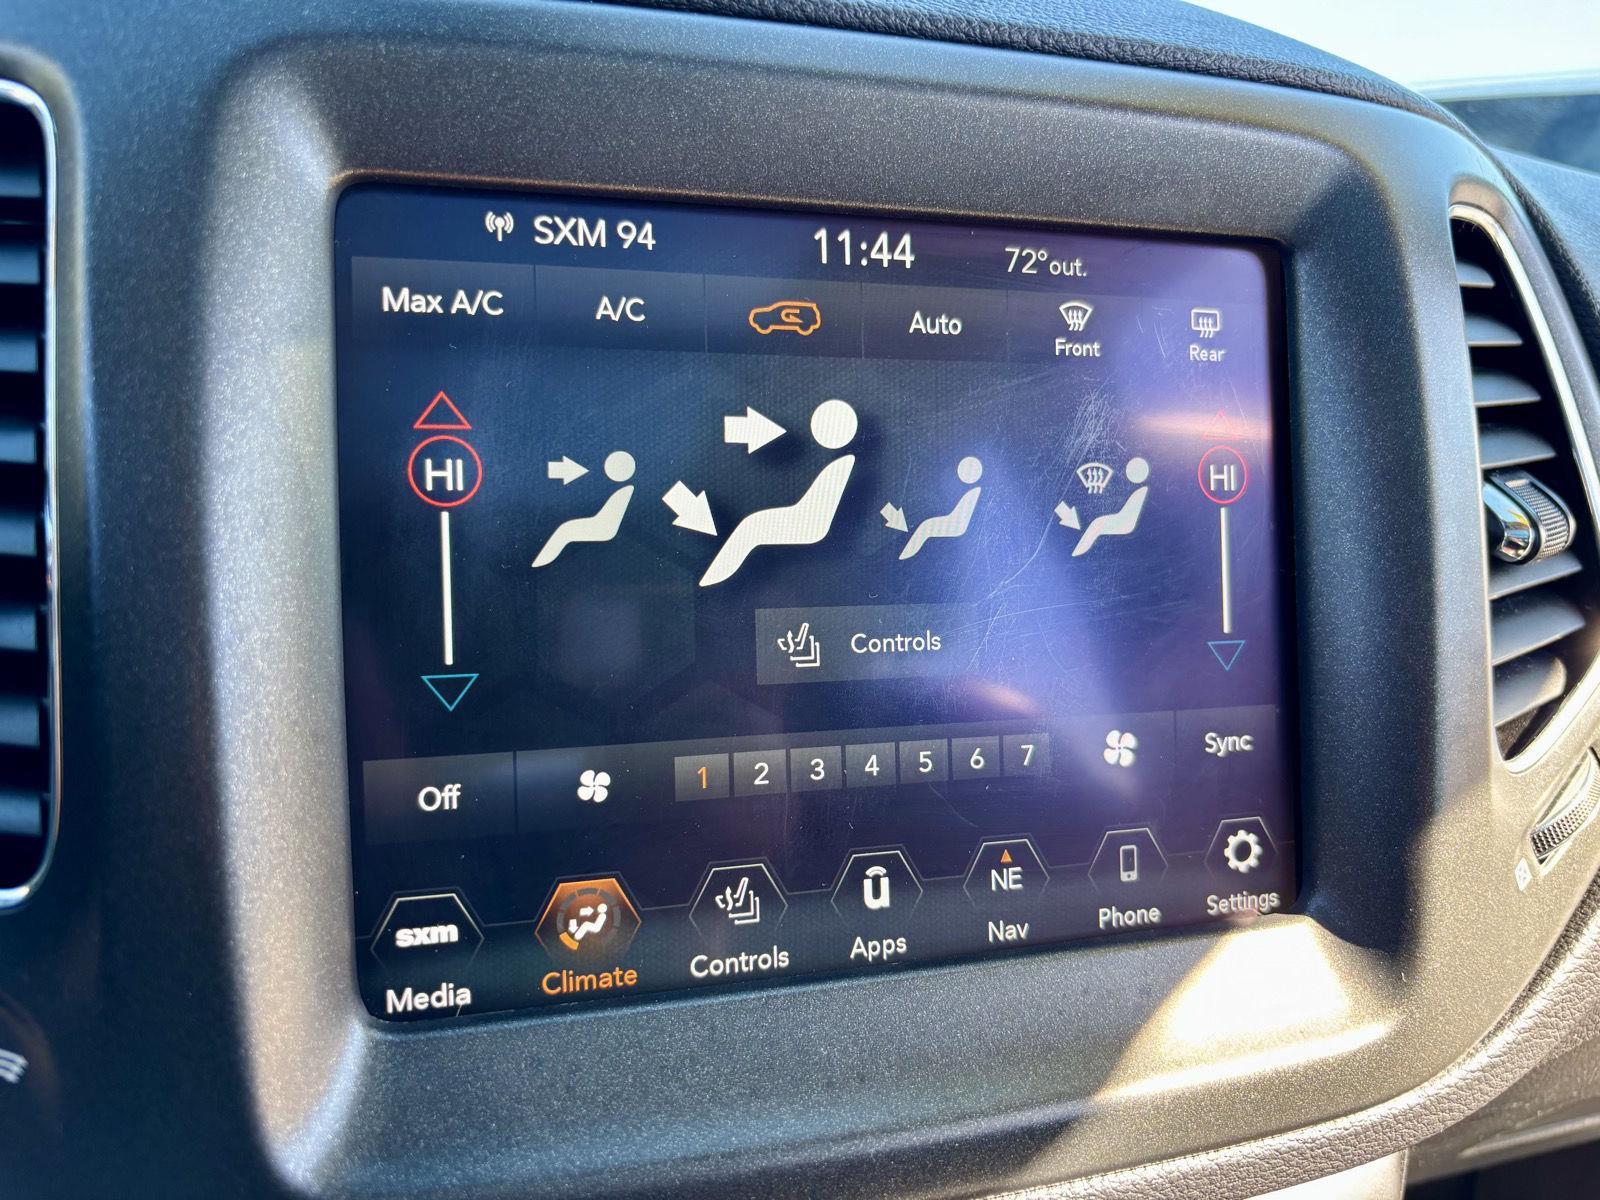 SXM 94
11:44
72° out.
Max A/C
A/C
Auto
Front
Rear
HI
HI
Controls
Off
1 2 3 4 5 6 7
Sync
sxm
Media
Climate
Controls
ū
Apps
NE
Nav
Phone
Settings